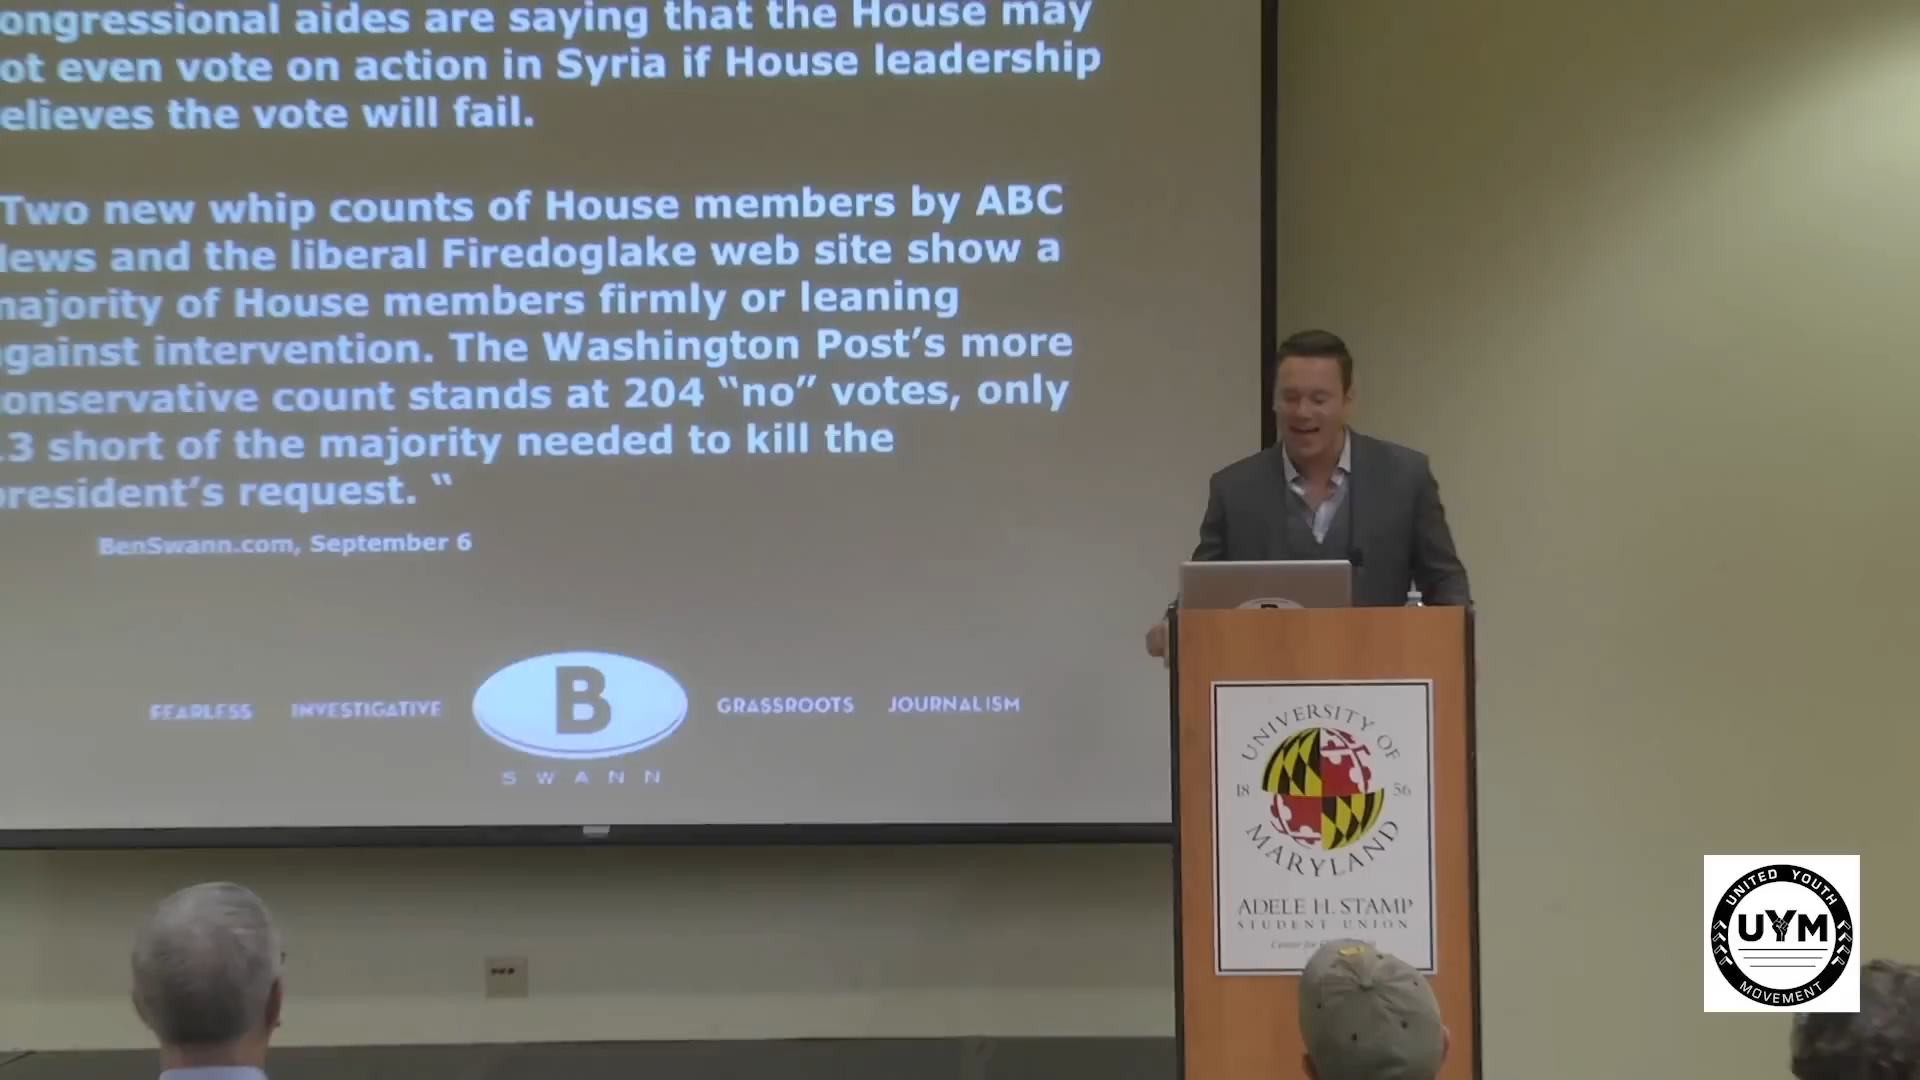 ongressional aides are saying that the House may
ot even vote on action in Syria if House leadership
elieves the vote will fail.
Two new whip counts of House members by ABC
ews and the liberal Firedoglake web site show a
ajority of House members firmly or leaning
gainst intervention. The Washington Post's more
onservative count stands at 204 “no” votes, only
3 short of the majority needed to kill the
resident's request. “
BenSwann.com, September 6
FEARLESS INVESTIGATIVE B GRASSROOTS JOURNALISM
SWANN
UNIVERSITY OF
18 56
MARYLAND
ADELE H. STAMP
STUDENT UNION
Center for
UNITED YOUTH
UYM
MOVEMENT